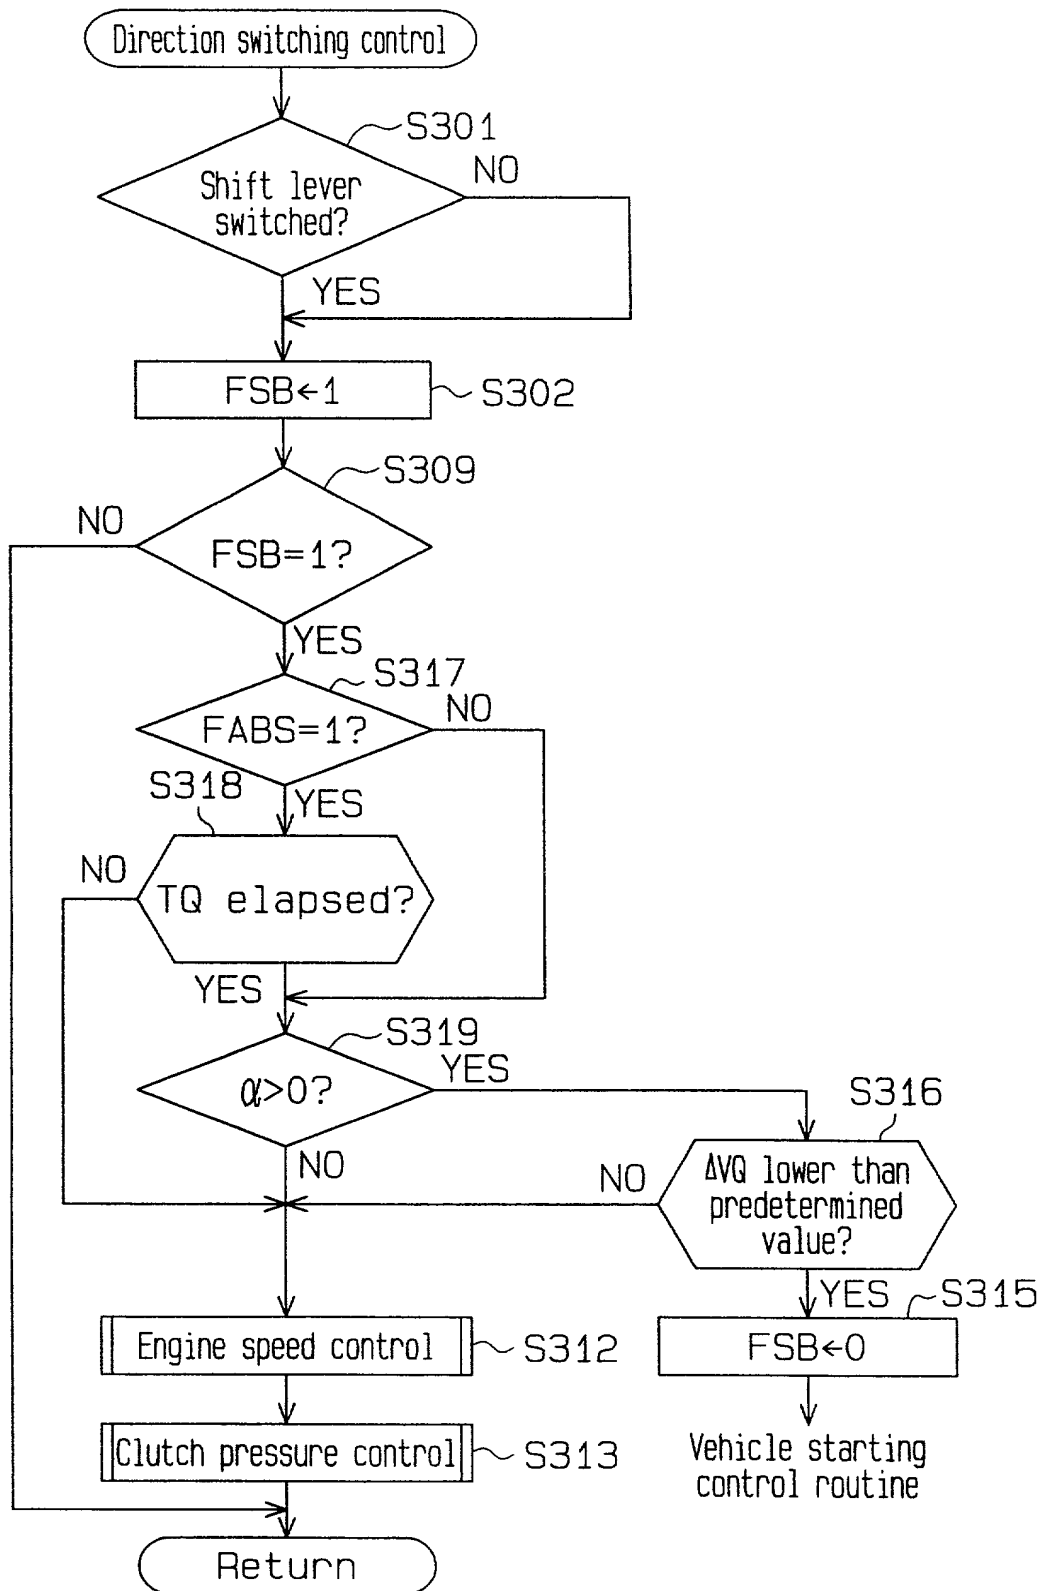 Direction switching control
S301
Shift lever
switched?
NO
YES
FSB←1
S302
S309
NO
FSB=1?
YES
S317
FABS=1?
NO
S318
YES
NO
TQ elapsed?
YES
S319
α>0?
YES
S316
NO
NO
ΔVQ lower than
predetermined
value?
YES
S315
Engine speed control
S312
FSB←0
Clutch pressure control
S313
Vehicle starting
control routine
Return